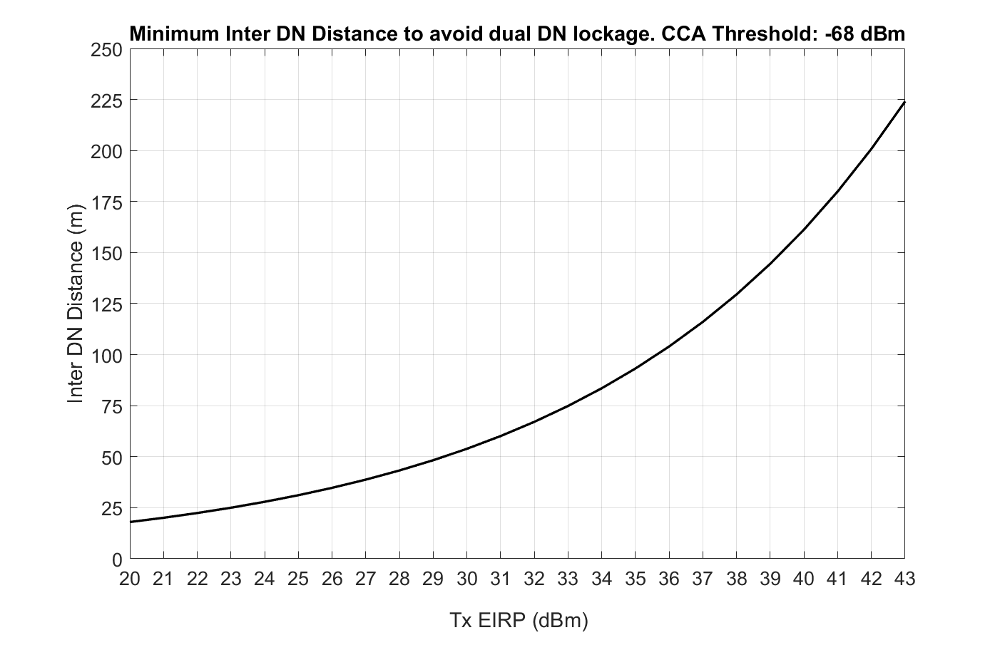 Minimum Inter DN Distance to avoid dual DN lockage. CCA Threshold: -68 dBm
250
225
200
175
150
125
100
75
50
25
0
Inter DN Distance (m)
20 21 22 23 24 25 26 27 28 29 30 31 32 33 34 35 36 37 38 39 40 41 42 43
Tx EIRP (dBm)